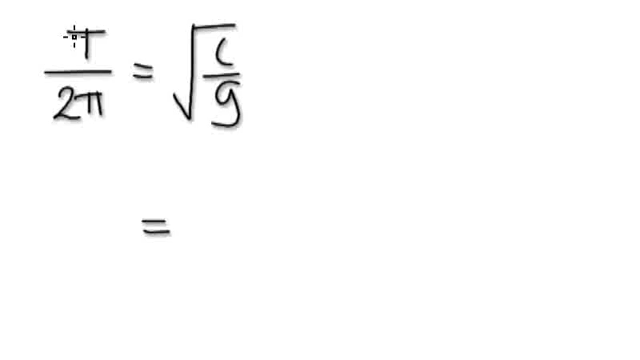 T/2π = √(l/g)
=